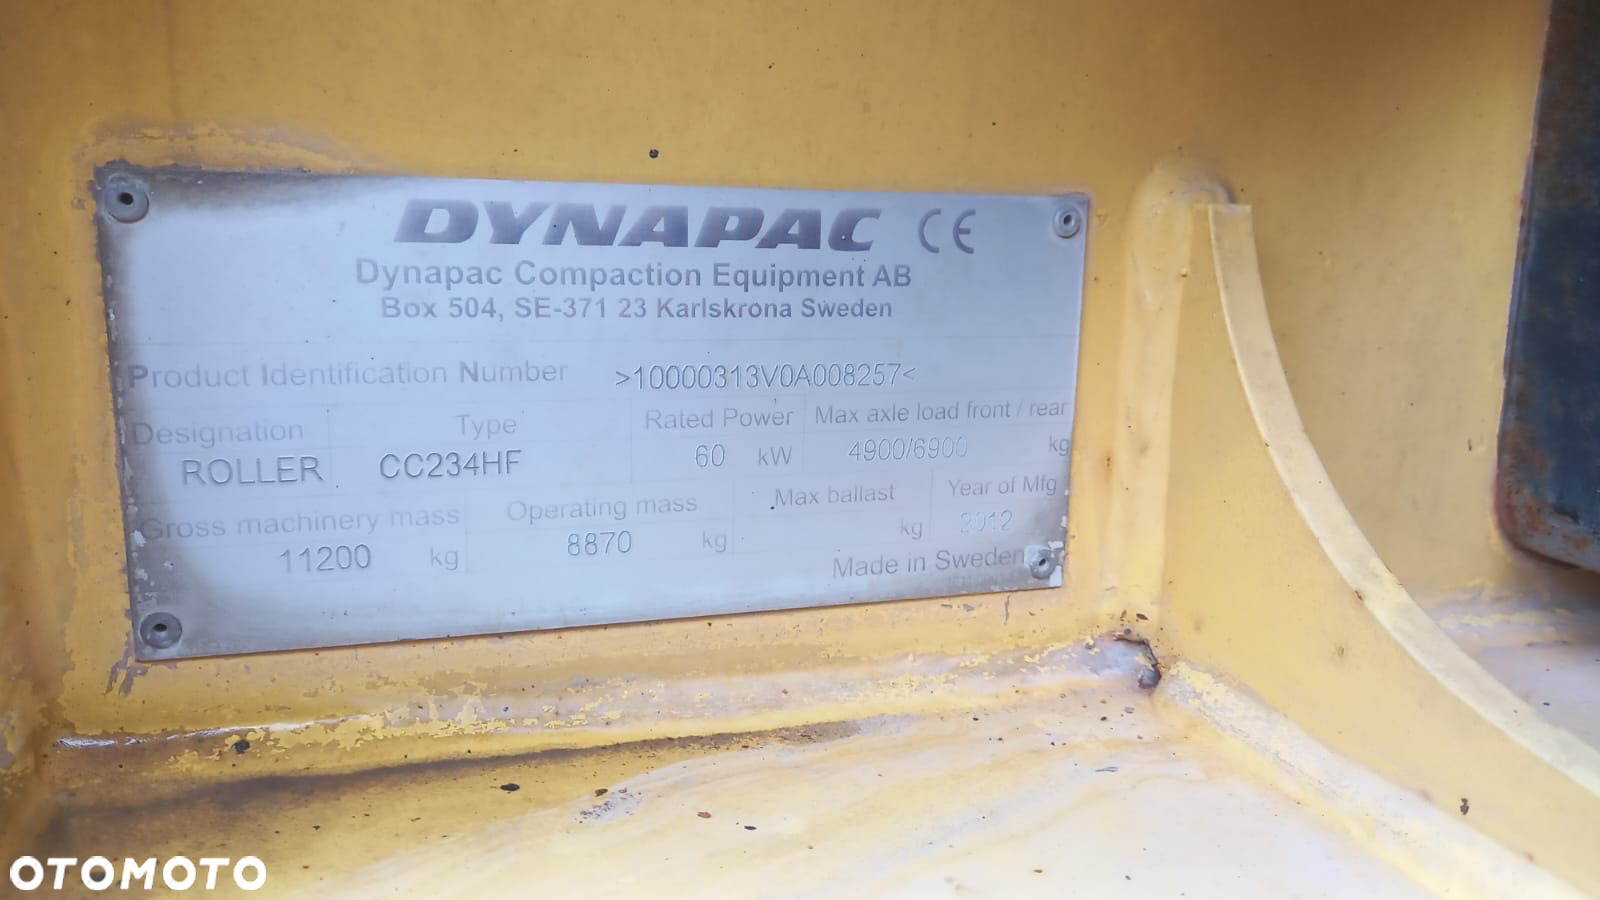 DYNAPAC CE
Dynapac Compaction Equipment AB
Box 504, SE-371 23 Karlskrona Sweden
Product Identification Number >10000313V0A008257<
Designation Type Rated Power Max axle load front / rear
ROLLER CC234HF 60 kW 4900/6900 kg
Gross machinery mass Operating mass Max ballast Year of Mfg
11200 kg 8870 kg kg 2012
Made in Sweden
OTOMOTO